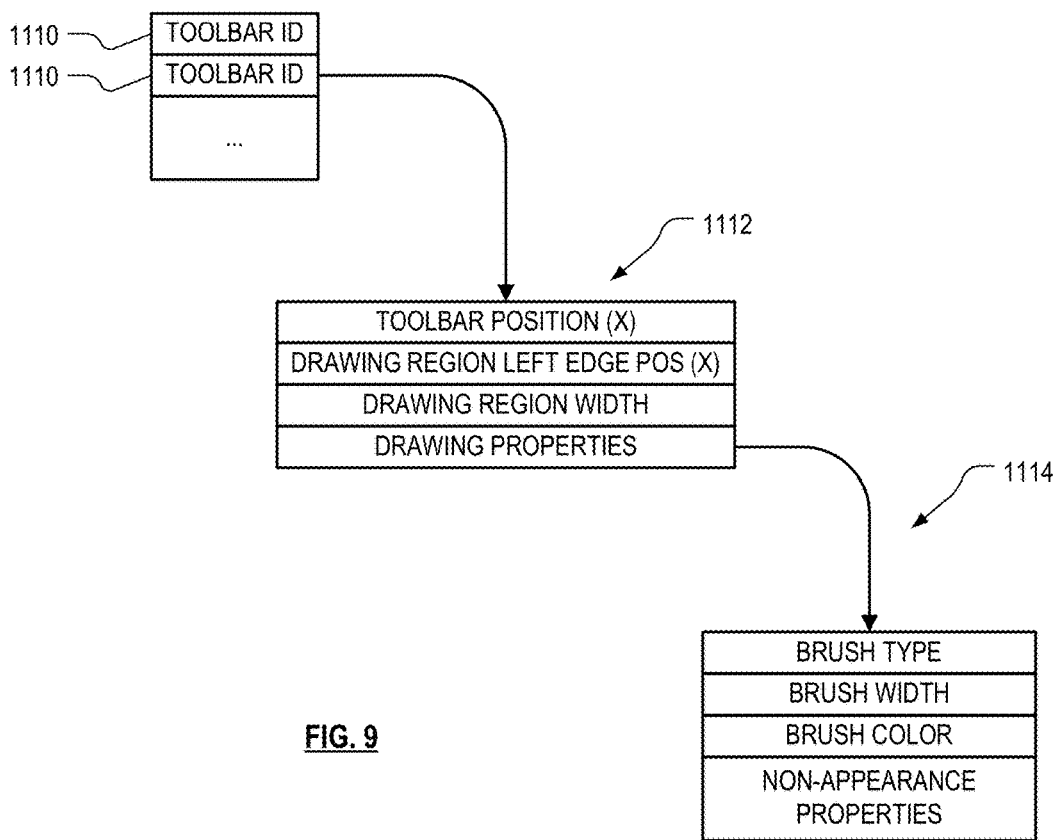 1110
TOOLBAR ID
1110
TOOLBAR ID
...
1112
TOOLBAR POSITION (X)
DRAWING REGION LEFT EDGE POS (X)
DRAWING REGION WIDTH
DRAWING PROPERTIES
1114
BRUSH TYPE
BRUSH WIDTH
BRUSH COLOR
NON-APPEARANCE
PROPERTIES
FIG. 9